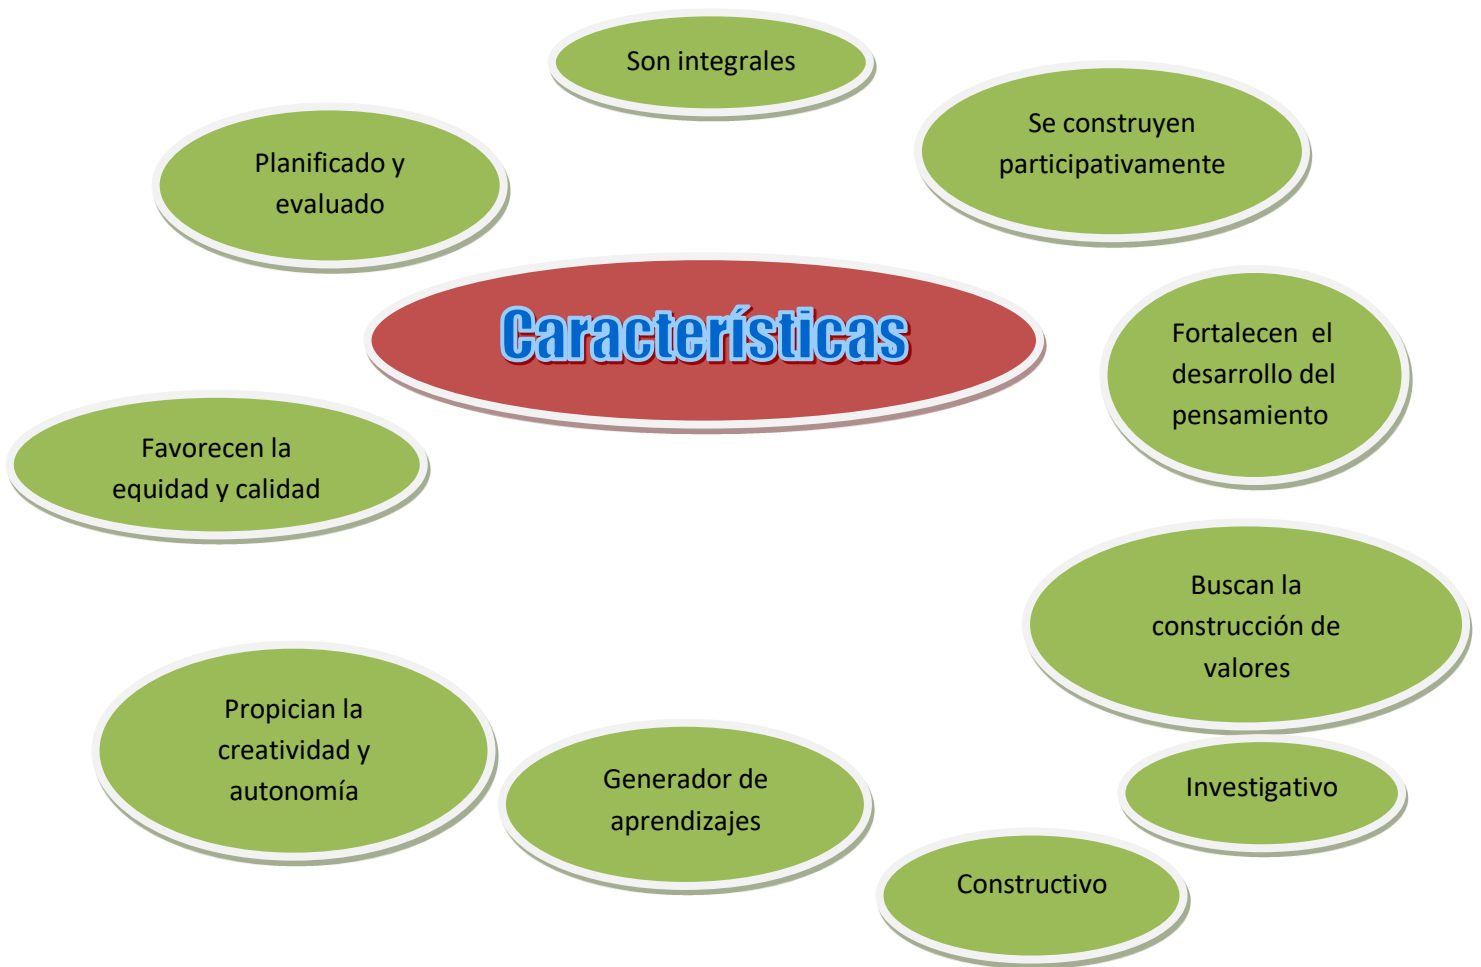 Son integrales
Se construyen
participativamente
Planificado y
evaluado
Características
Fortalecen  el
desarrollo del
pensamiento
Favorecen la
equidad y calidad
Buscan la
construcción de
valores
Propician la
creatividad y
autonomía
Generador de
aprendizajes
Investigativo
Constructivo